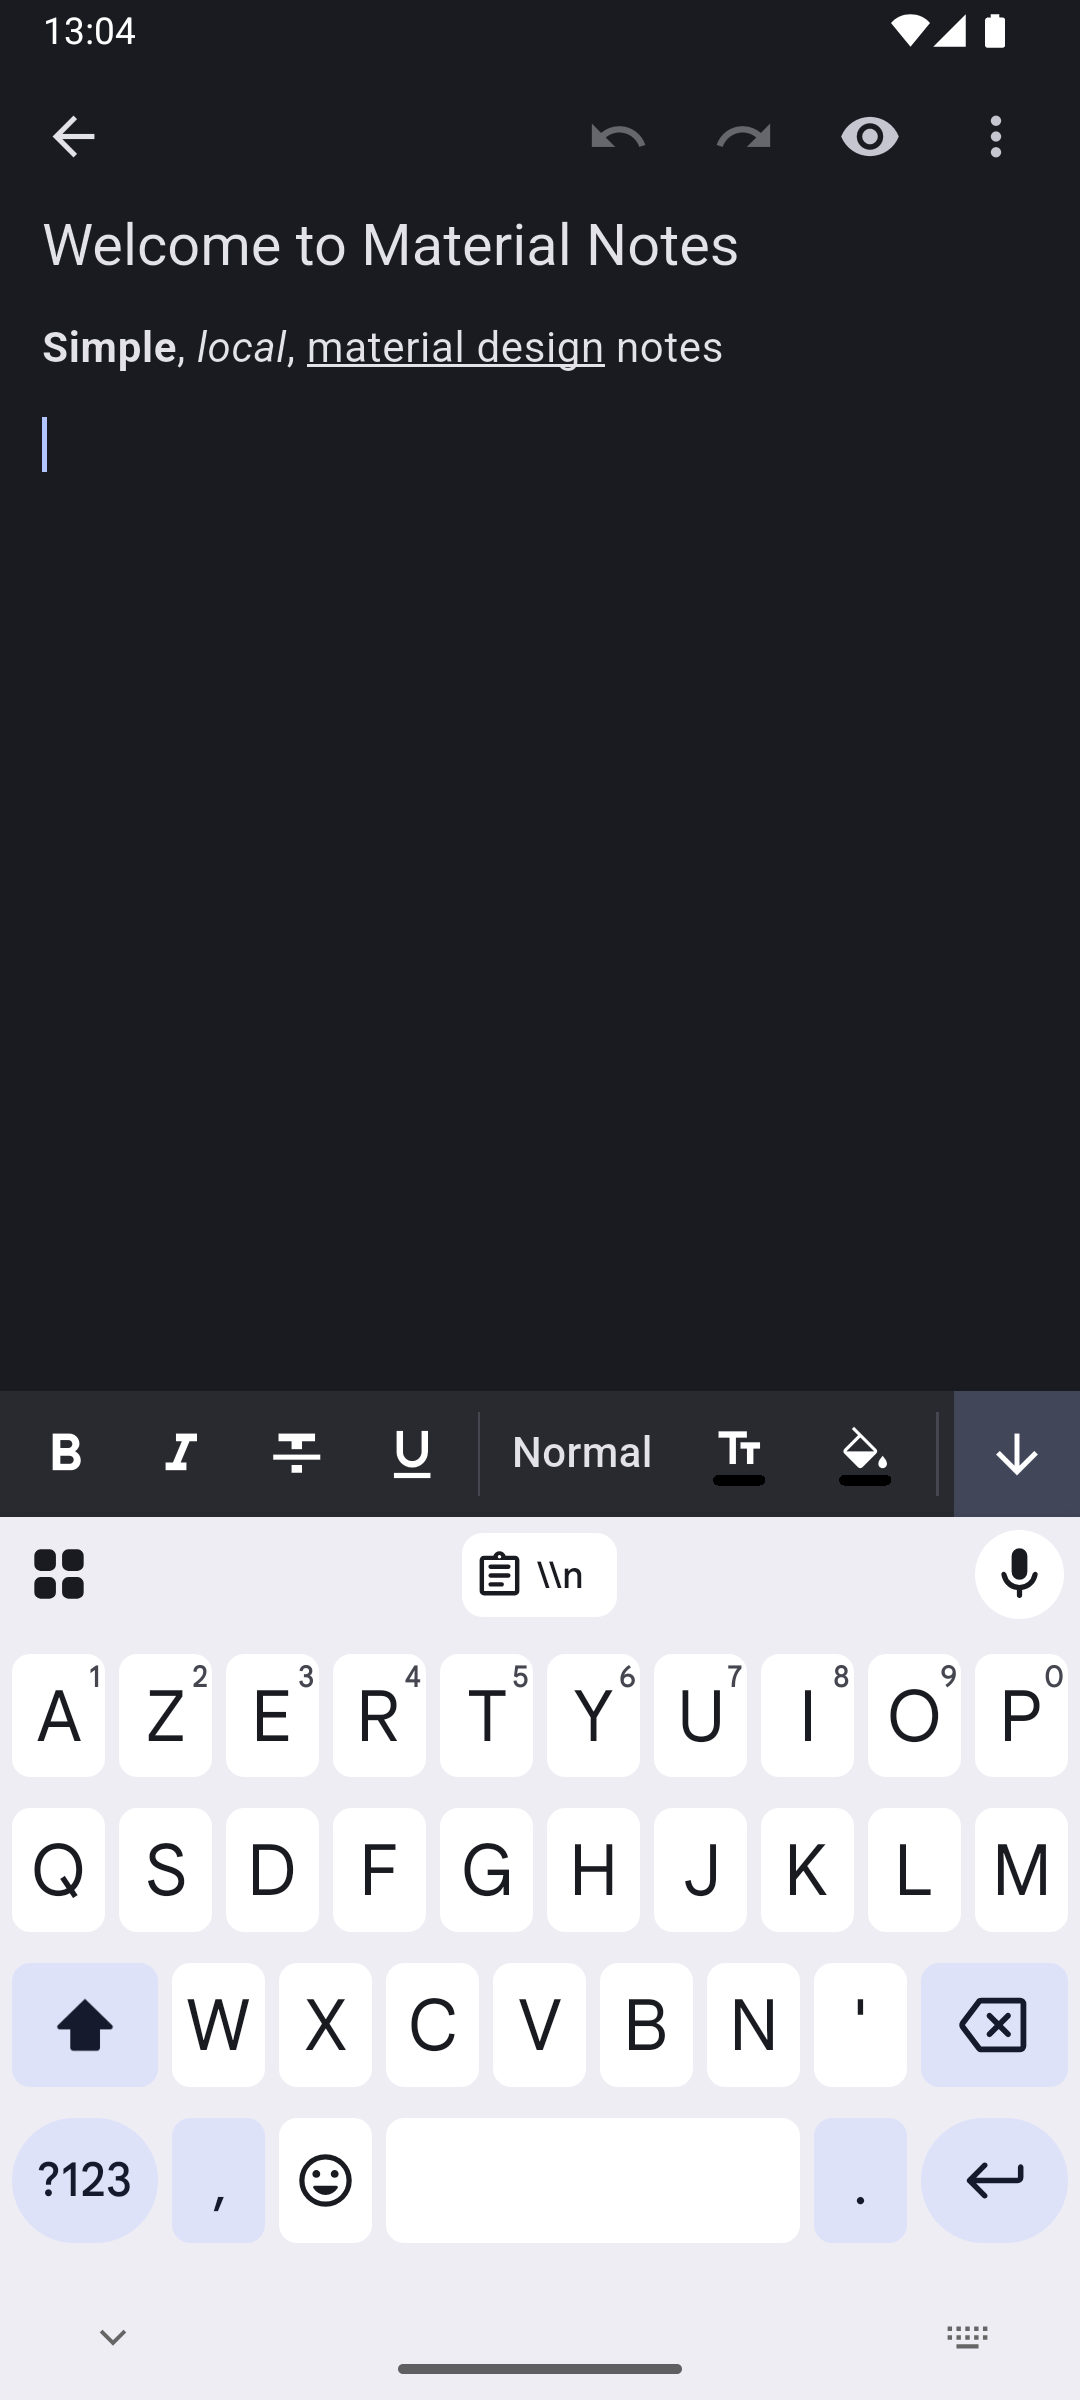 13:04
Welcome to Material Notes
Simple, local, material design notes
B I T U Normal Tт
\\n
A 1 Z 2 E 3 R 4 T 5 Y 6 U 7 I 8 O 9 P 0
Q S D F G H J K L M
W X C V B N '
?123 , .